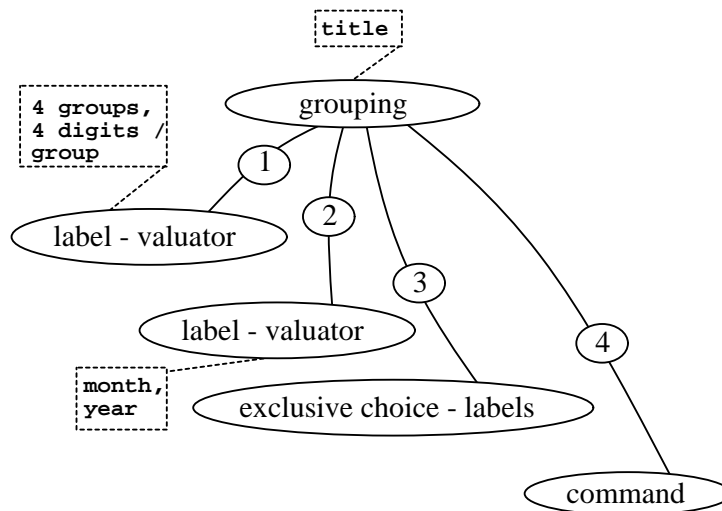 title
grouping
4 groups,
4 digits /
group
1
label - valuator
2
3
label - valuator
4
month,
year
exclusive choice - labels
command